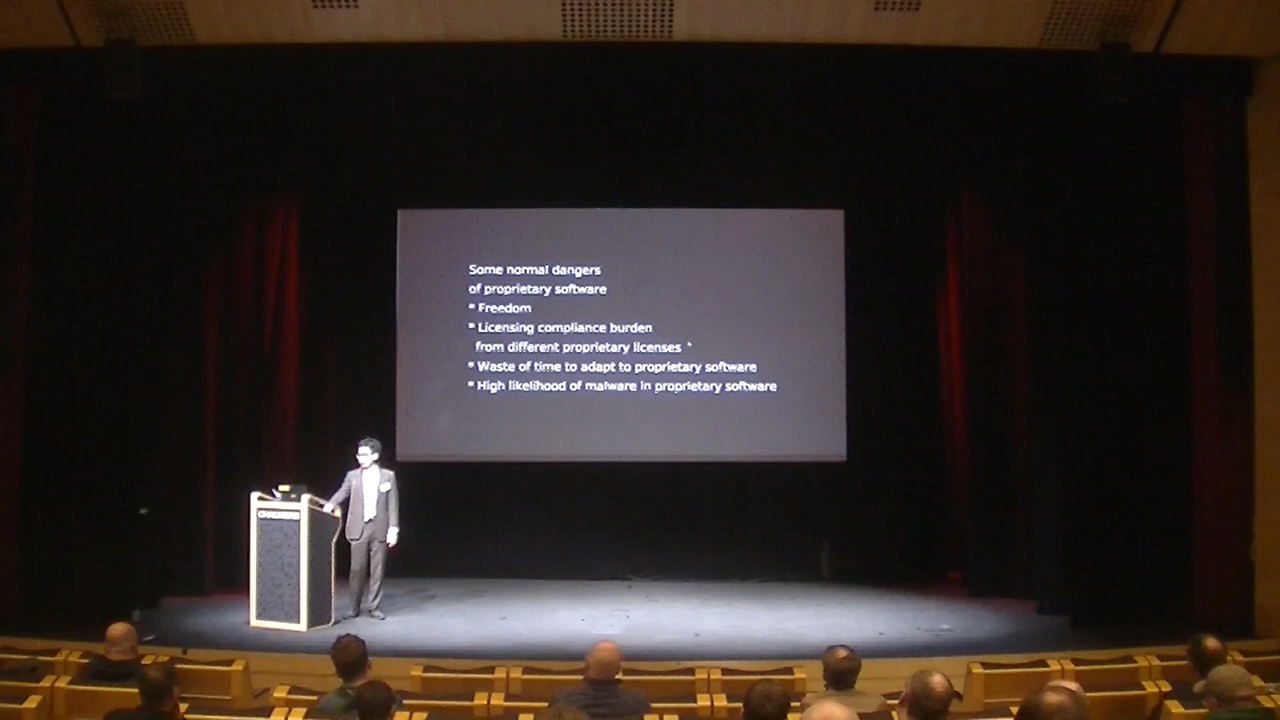 Some normal dangers
of proprietary software
* Freedom
* Licensing compliance burden
from different proprietary licenses
* Waste of time to adapt to proprietary software
* High likelihood of malware in proprietary software